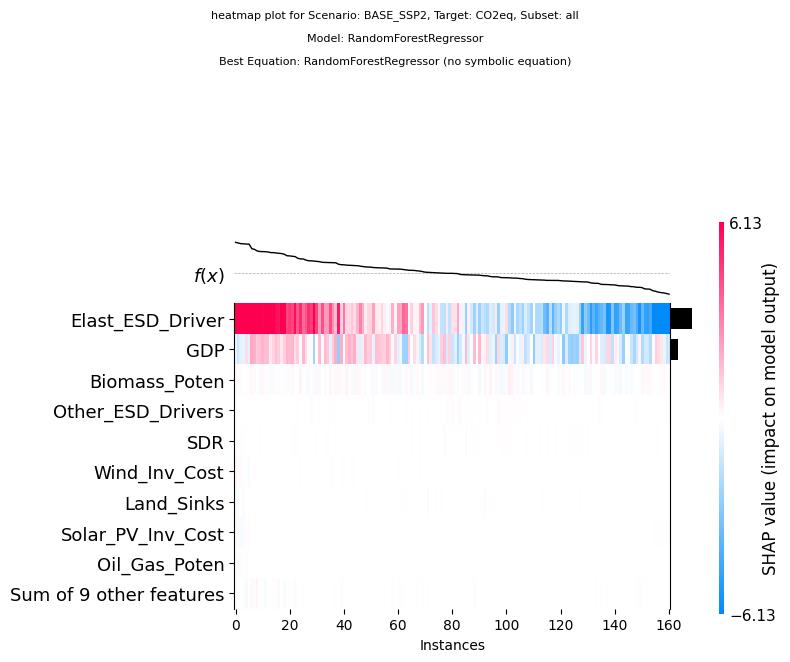 heatmap plot for Scenario: BASE_SSP2, Target: CO2eq, Subset: all
Model: RandomForestRegressor
Best Equation: RandomForestRegressor (no symbolic equation)
6.13
f(x)
Elast_ESD_Driver
GDP
Biomass_Poten
Other_ESD_Drivers
SDR
Wind_Inv_Cost
Land_Sinks
Solar_PV_Inv_Cost
Oil_Gas_Poten
Sum of 9 other features
SHAP value (impact on model output)
−6.13
0 20 40 60 80 100 120 140 160
Instances